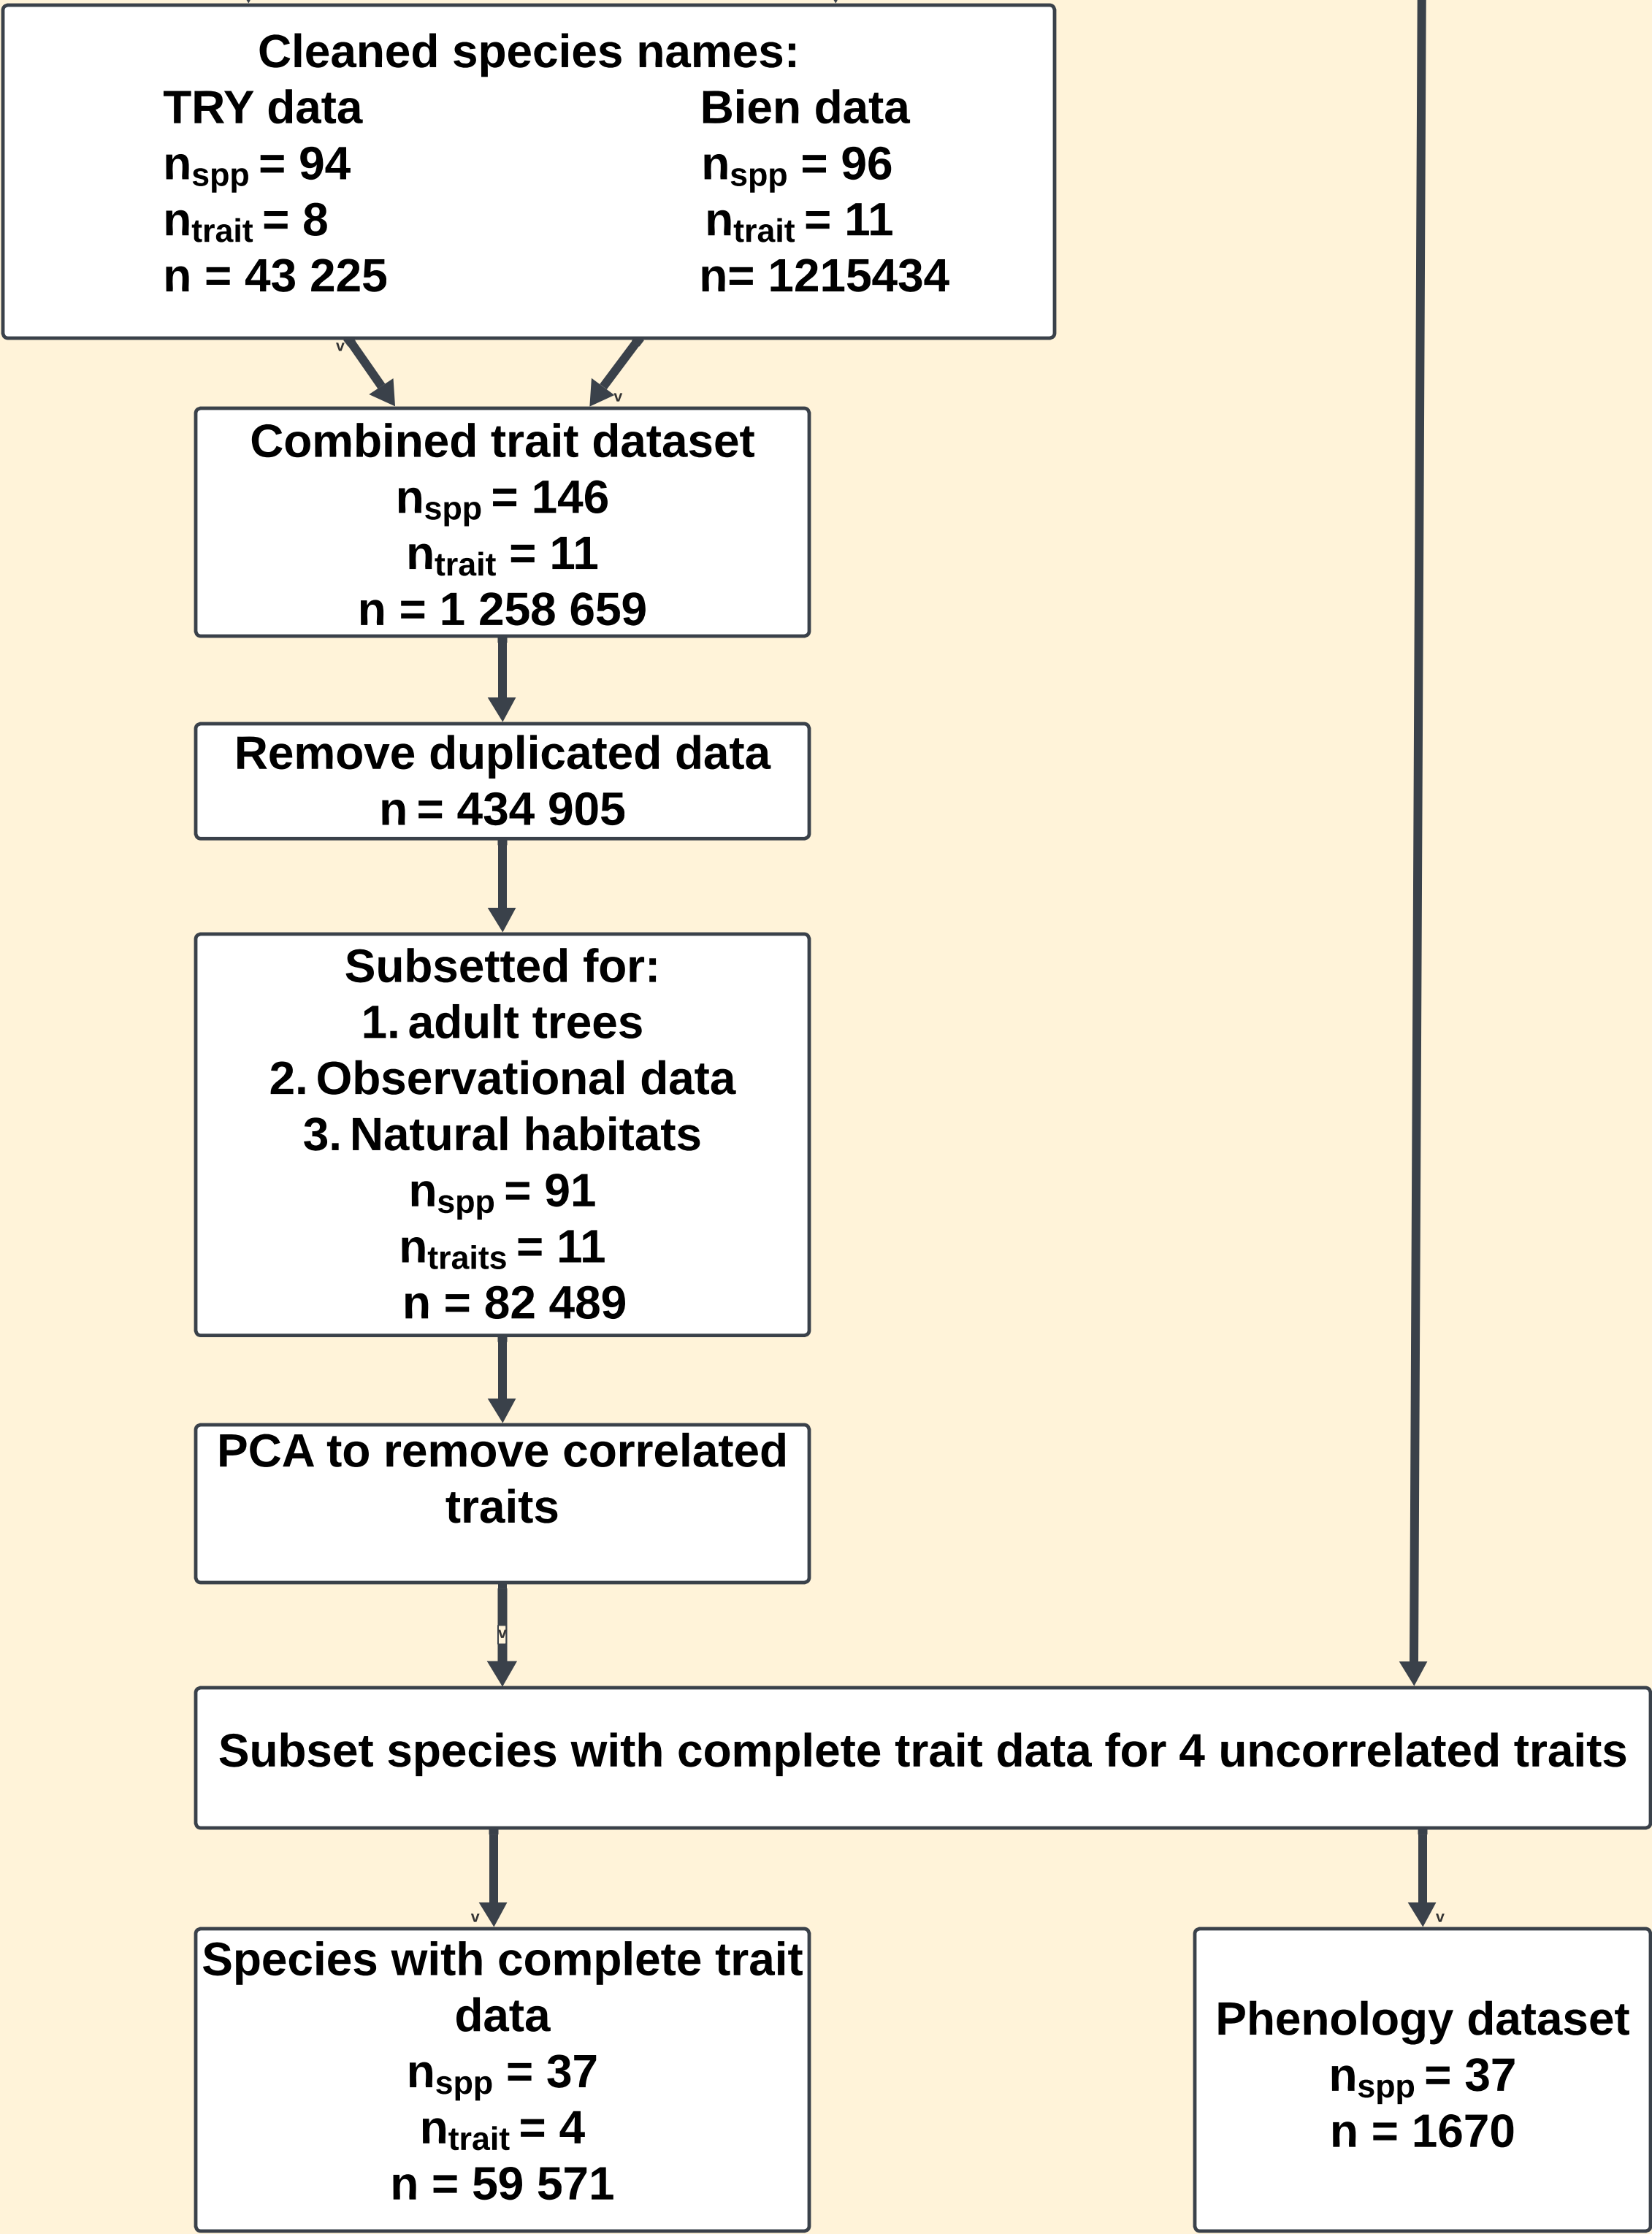 Cleaned species names:
TRY data
nspp = 94
ntrait = 8
n = 43 225
Bien data
nspp = 96
ntrait = 11
n= 1215434
v
v
Combined trait dataset
nspp = 146
ntrait = 11
n = 1 258 659
Remove duplicated data
n = 434 905
Subsetted for:
1. adult trees
2. Observational data
3. Natural habitats
nspp = 91
ntraits = 11
n = 82 489
PCA to remove correlated
traits
v
Subset species with complete trait data for 4 uncorrelated traits
v
v
Species with complete trait
data
nspp = 37
ntrait = 4
n = 59 571
Phenology dataset
nspp = 37
n = 1670